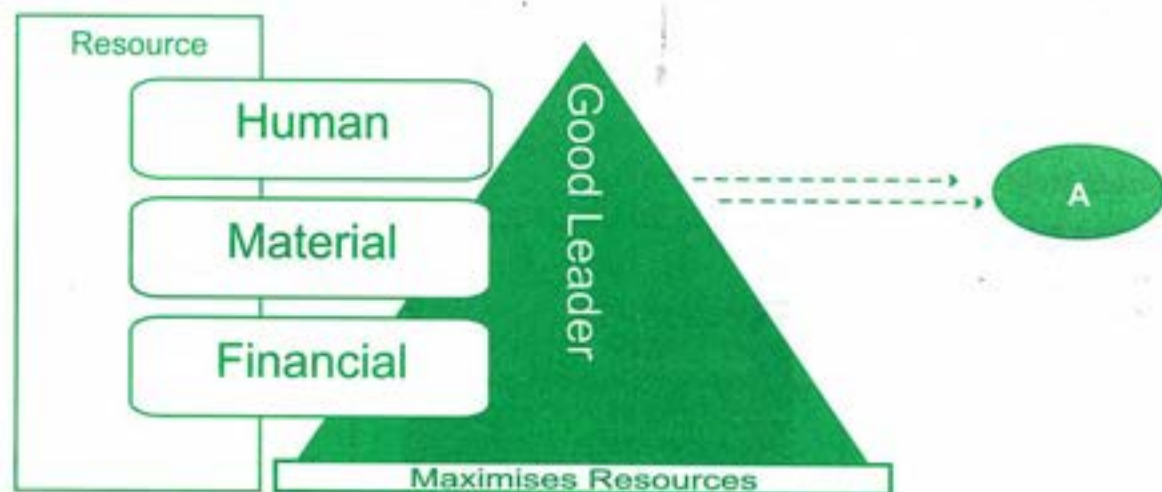 Resource
Human
Material
Financial
Good Leader
A
Maximises Resources